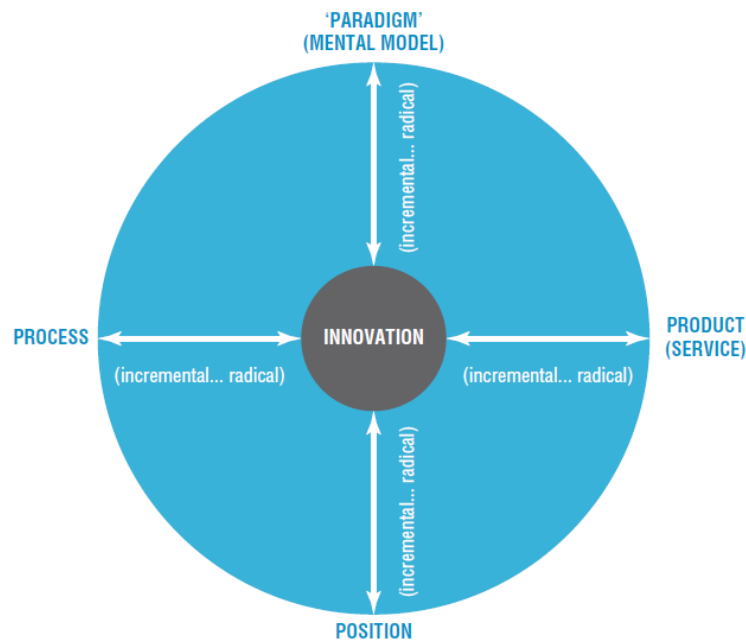 ‘PARADIGM’
(MENTAL MODEL)
(incremental... radical)
PROCESS
INNOVATION
PRODUCT
(SERVICE)
(incremental... radical)
(incremental... radical)
(incremental... radical)
POSITION